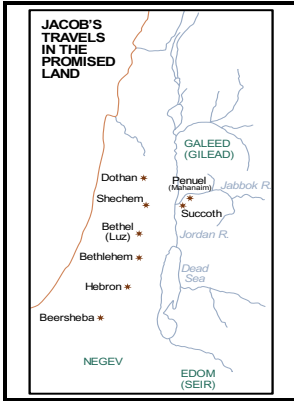 JACOB'S
TRAVELS
IN THE
PROMISED
LAND
GALEED
(GILEAD)
Dothan
Penuel
(Mahanaim)
Jabbok R.
Shechem
Succoth
Bethel
(Luz)
Jordan R.
Bethlehem
Dead
Sea
Hebron
Beersheba
NEGEV
EDOM
(SEIR)